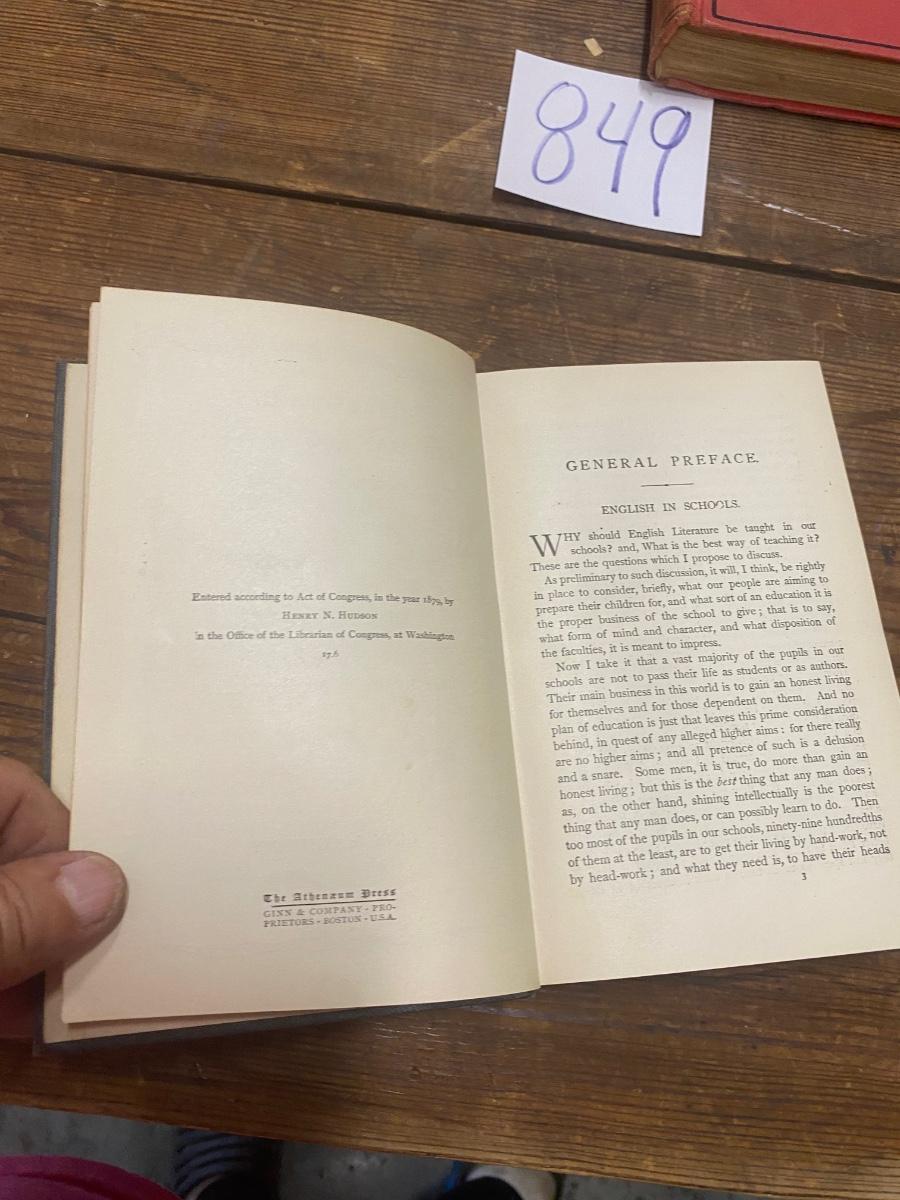 849
Entered according to Act of Congress, in the year 1879, by
HENRY N. HUDSON
in the Office of the Librarian of Congress, at Washington
17.6
The Athenæum Press
GINN & COMPANY · PRO-
PRIETORS · BOSTON · U.S.A.
GENERAL PREFACE.
ENGLISH IN SCHOOLS.
WHY should English Literature be taught in our
schools? and, What is the best way of teaching it?
These are the questions which I propose to discuss.
As preliminary to such discussion, it will, I think, be rightly
in place to consider, briefly, what our people are aiming to
prepare their children for, and what sort of an education it is
the proper business of the school to give; that is to say,
what form of mind and character, and what disposition of
the faculties, it is meant to impress.
Now I take it that a vast majority of the pupils in our
schools are not to pass their life as students or as authors.
Their main business in this world is to gain an honest living
for themselves and for those dependent on them. And no
plan of education is just that leaves this prime consideration
behind, in quest of any alleged higher aims: for there really
are no higher aims; and all pretence of such is a delusion
and a snare. Some men, it is true, do more than gain an
honest living; but this is the best thing that any man does;
as, on the other hand, shining intellectually is the poorest
thing that any man does, or can possibly learn to do. Then
too most of the pupils in our schools, ninety-nine hundredths
of them at the least, are to get their living by hand-work, not
by head-work; and what they need is, to have their heads
3